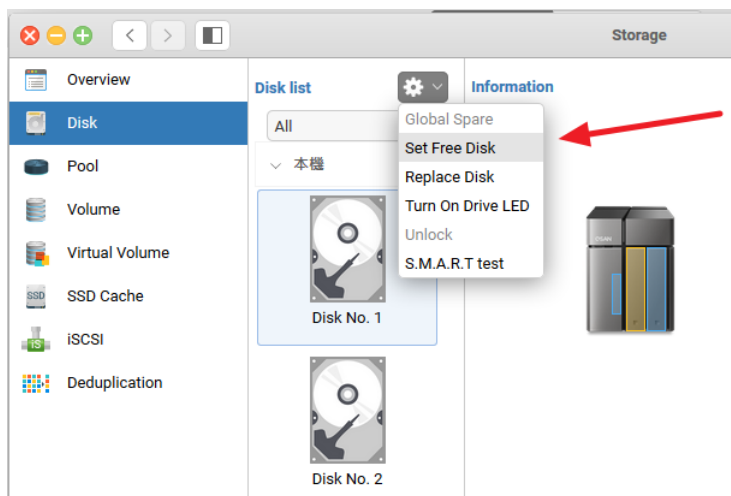 Storage
Overview
Disk
Pool
Volume
Virtual Volume
SSD
SSD Cache
iS
iSCSI
Deduplication
Disk list
All
本機
Disk No. 1
Disk No. 2
Global Spare
Set Free Disk
Replace Disk
Turn On Drive LED
Unlock
S.M.A.R.T test
Information